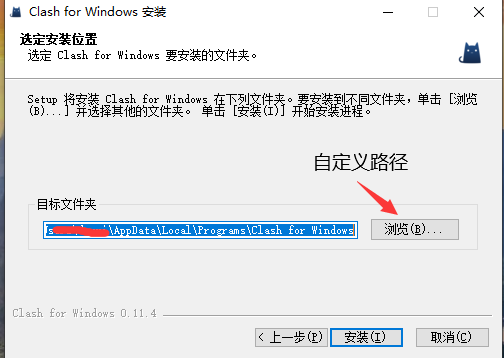 Clash for Windows 安装
选定安装位置
选定 Clash for Windows 要安装的文件夹。
Setup 将安装 Clash for Windows 在下列文件夹。要安装到不同文件夹，单击 [浏览
(B)...] 并选择其他的文件夹。 单击 [安装(I)] 开始安装进程。
自定义路径
目标文件夹
\AppData\Local\Programs\Clash for Windows
浏览(B)...
Clash for Windows 0.11.4
< 上一步(P)
安装(I)
取消(C)